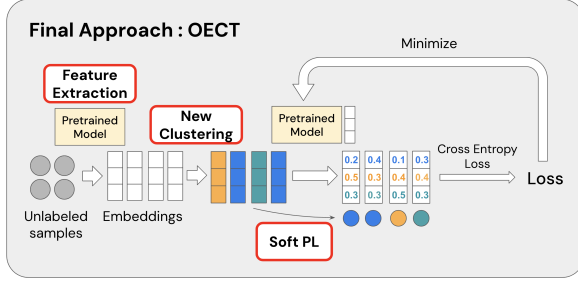 Final Approach : OECT
Minimize
Feature
Extraction
New
Clustering
Pretrained
Model
Pretrained
Model
0.2 0.4 0.1 0.3
0.5 0.3 0.4 0.4
0.3 0.3 0.5 0.3
Cross Entropy
Loss
Loss
Unlabeled
samples
Embeddings
Soft PL